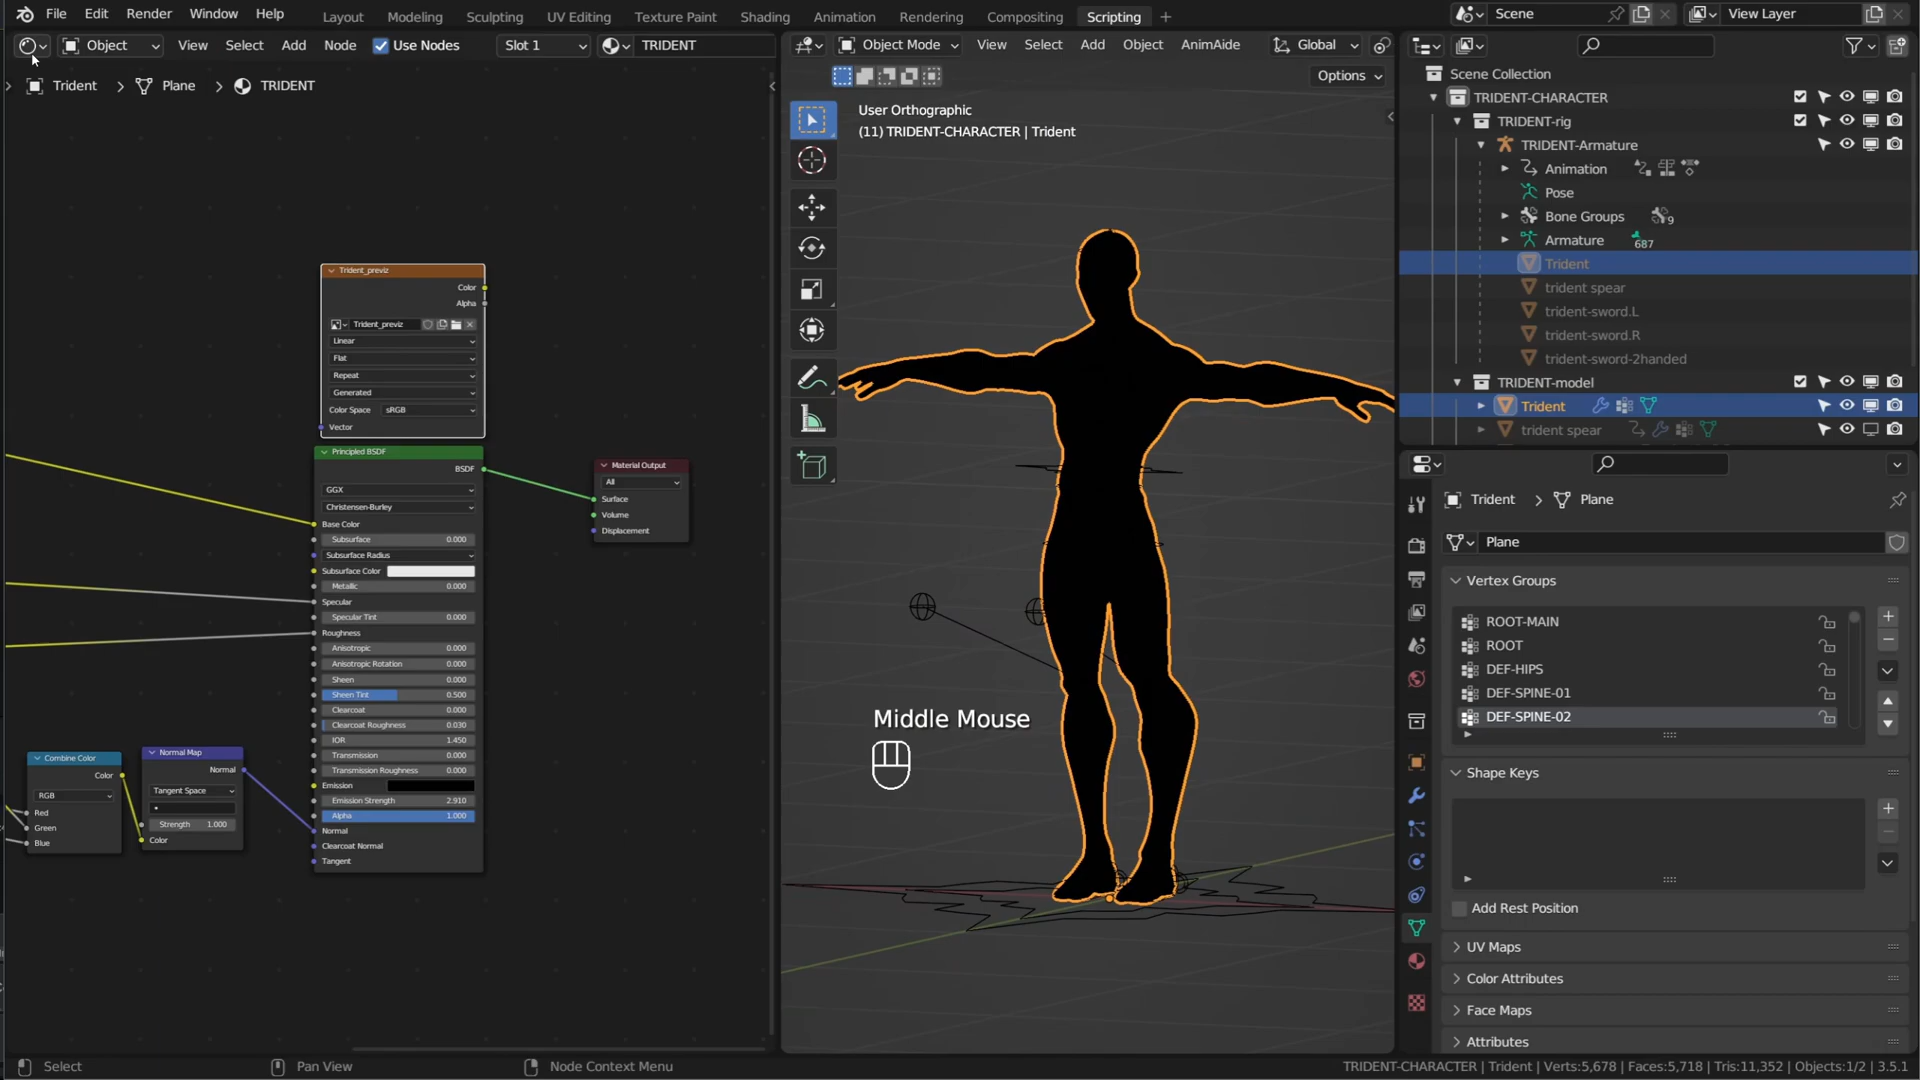 File Edit Render Window Help Layout Modeling Sculpting UV Editing Texture Paint Shading Animation Rendering Compositing Scripting + Scene View Layer
Object View Select Add Node Use Nodes Slot 1 TRIDENT Object Mode View Select Add Object AnimAide Global
Options
Trident > Plane > TRIDENT
User Orthographic
(11) TRIDENT-CHARACTER | Trident
Trident_previz
Color
Alpha
Trident_previz
Linear
Flat
Repeat
Generated
Color Space sRGB
Vector
Principled BSDF
BSDF
GGX
Christensen-Burley
Base Color
Subsurface 0.000
Subsurface Radius
Subsurface Color
Metallic 0.000
Specular
Specular Tint 0.000
Roughness
Anisotropic 0.000
Anisotropic Rotation 0.000
Sheen 0.000
Sheen Tint 0.500
Clearcoat 0.000
Clearcoat Roughness 0.030
IOR 1.450
Transmission 0.000
Transmission Roughness 0.000
Emission
Emission Strength 2.910
Alpha 1.000
Normal
Clearcoat Normal
Tangent
Material Output
All
Surface
Volume
Displacement
Combine Color
Color
RGB
Red
Green
Blue
Normal Map
Normal
Tangent Space
Strength 1.000
Color
Middle Mouse
Scene Collection
TRIDENT-CHARACTER
TRIDENT-rig
TRIDENT-Armature
Animation
Pose
Bone Groups 9
Armature 687
Trident
trident spear
trident-sword.L
trident-sword.R
trident-sword-2handed
TRIDENT-model
Trident
trident spear
Trident > Plane
Plane
Vertex Groups
ROOT-MAIN
ROOT
DEF-HIPS
DEF-SPINE-01
DEF-SPINE-02
Shape Keys
Add Rest Position
UV Maps
Color Attributes
Face Maps
Attributes
Select Pan View Node Context Menu TRIDENT-CHARACTER | Trident | Verts:5,678 | Faces:5,718 | Tris:11,352 | Objects:1/2 | 3.5.1